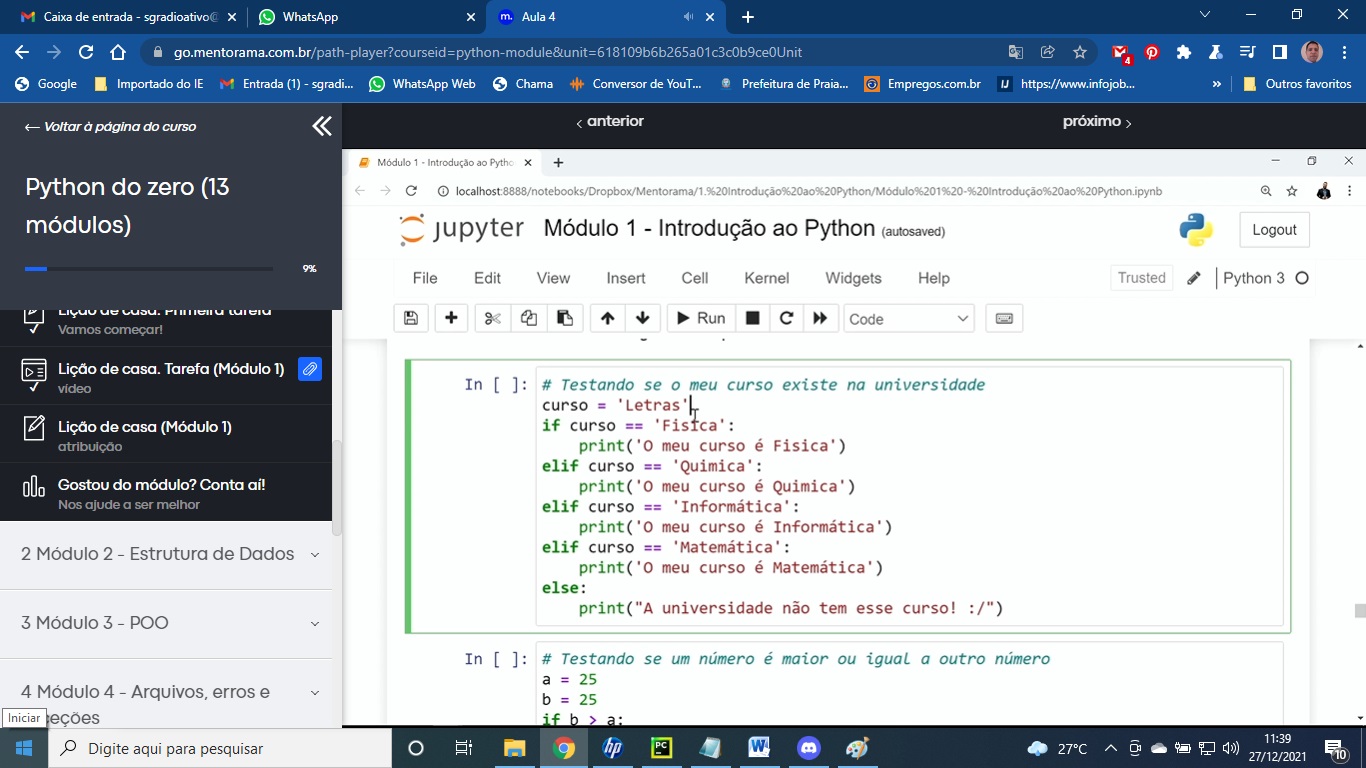 Caixa de entrada - sgradioativo@
WhatsApp
m. Aula 4
go.mentorama.com.br/path-player?courseid=python-module&unit=618109b6b265a01c3c0b9ce0Unit
4
Google
Importado do IE
Entrada (1) - sgradi...
WhatsApp Web
Chama
Conversor de YouT...
Prefeitura de Praia...
Empregos.com.br
https://www.infojob...
»
Outros favoritos
← Voltar à página do curso
‹ anterior
próximo ›
Python do zero (13
módulos)
9%
Lição de casa. Primeira tarefa
Vamos começar!
Lição de casa. Tarefa (Módulo 1)
vídeo
Lição de casa (Módulo 1)
atribuição
Gostou do módulo? Conta aí!
Nos ajude a ser melhor
2 Módulo 2 - Estrutura de Dados
3 Módulo 3 - POO
4 Módulo 4 - Arquivos, erros e
Iniciar
Módulo 1 - Introdução ao Pytho
localhost:8888/notebooks/Dropbox/Mentorama/1.%20Introdução%20ao%20Python/Módulo%201%20-%20Introdução%20ao%20Python.ipynb
jupyter Módulo 1 - Introdução ao Python (autosaved)
Logout
File Edit View Insert Cell Kernel Widgets Help
Trusted
Python 3
Run
Code
In [ ]: # Testando se o meu curso existe na universidade
curso = 'Letras'
if curso == 'Fisica':
print('O meu curso é Fisica')
elif curso == 'Quimica':
print('O meu curso é Quimica')
elif curso == 'Informática':
print('O meu curso é Informática')
elif curso == 'Matemática':
print('O meu curso é Matemática')
else:
print("A universidade não tem esse curso! :/")
In [ ]: # Testando se um número é maior ou igual a outro número
a = 25
b = 25
if b > a:
Digite aqui para pesquisar
27°C
11:39
27/12/2021
10